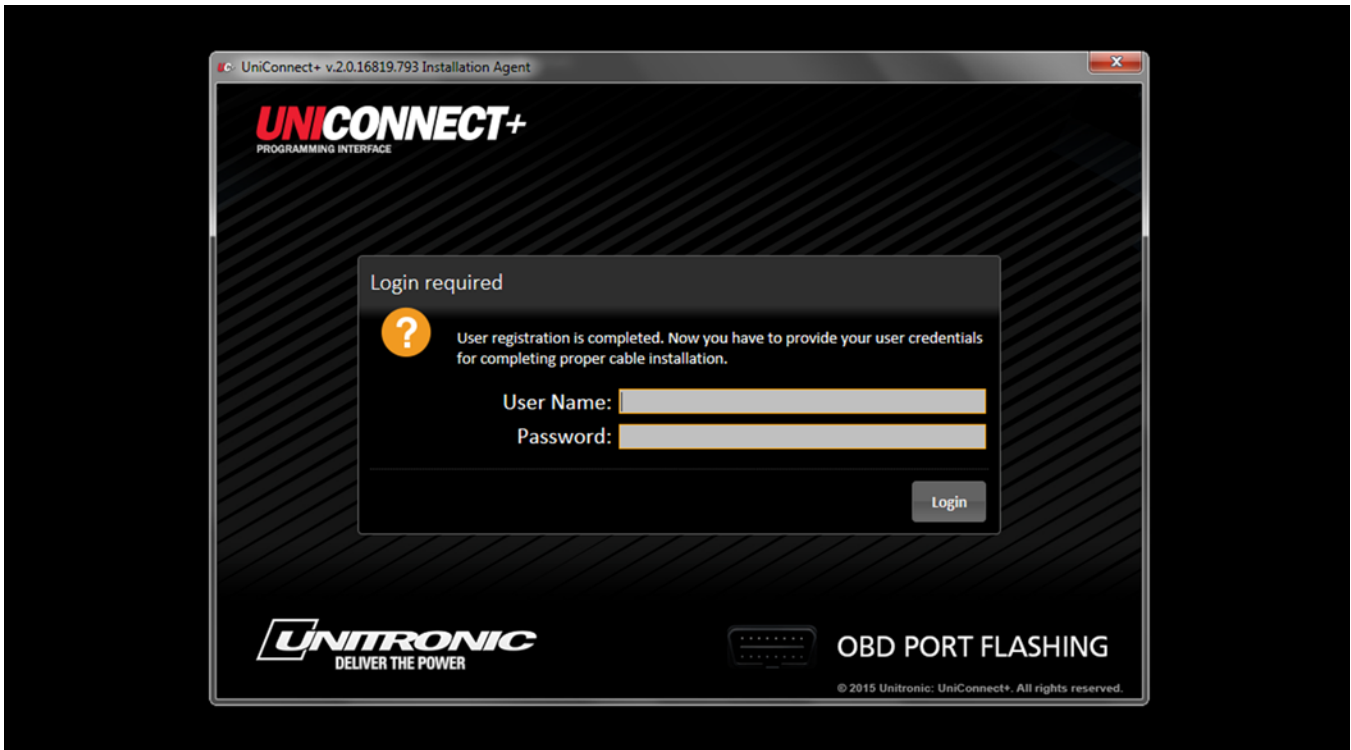 UniConnect+ v.2.0.16819.793 Installation Agent
UNICONNECT+
PROGRAMMING INTERFACE
Login required
?
User registration is completed. Now you have to provide your user credentials
for completing proper cable installation.
User Name:
Password:
Login
UNITRONIC
DELIVER THE POWER
OBD PORT FLASHING
© 2015 Unitronic: UniConnect+. All rights reserved.